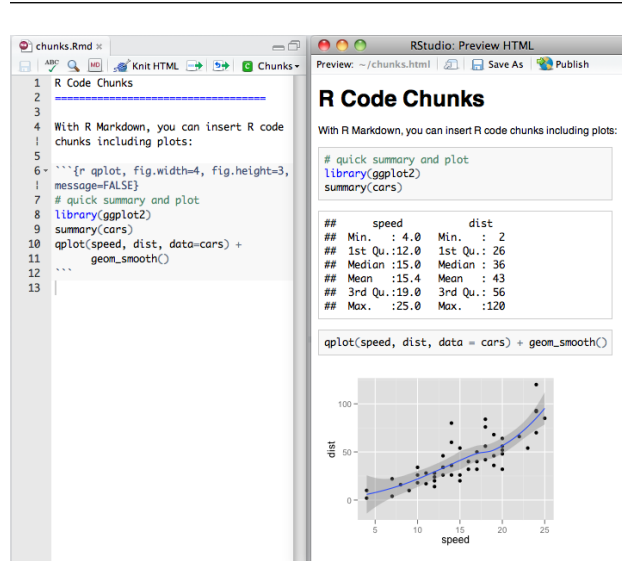 chunks.Rmd ×
ABC MD Knit HTML C Chunks
1 R Code Chunks
2 ===================================
3
4 With R Markdown, you can insert R code
chunks including plots:
5
6 ```{r qplot, fig.width=4, fig.height=3,
message=FALSE}
7 # quick summary and plot
8 library(ggplot2)
9 summary(cars)
10 qplot(speed, dist, data=cars) +
11 geom_smooth()
12 ```
13
RStudio: Preview HTML
Preview: ~/chunks.html Save As Publish
R Code Chunks
With R Markdown, you can insert R code chunks including plots:
# quick summary and plot
library(ggplot2)
summary(cars)
## speed dist
## Min. : 4.0 Min. : 2
## 1st Qu.:12.0 1st Qu.: 26
## Median :15.0 Median : 36
## Mean :15.4 Mean : 43
## 3rd Qu.:19.0 3rd Qu.: 56
## Max. :25.0 Max. :120
qplot(speed, dist, data = cars) + geom_smooth()
100
50
0
dist
5 10 15 20 25
speed